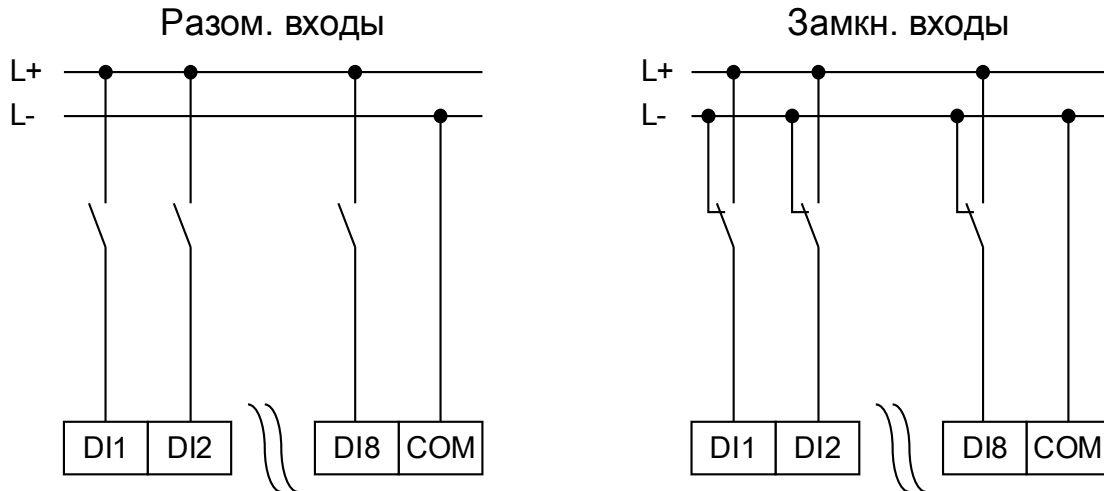 Разом. входы
L+
L-
DI1 DI2 DI8 COM
Замкн. входы
L+
L-
DI1 DI2 DI8 COM